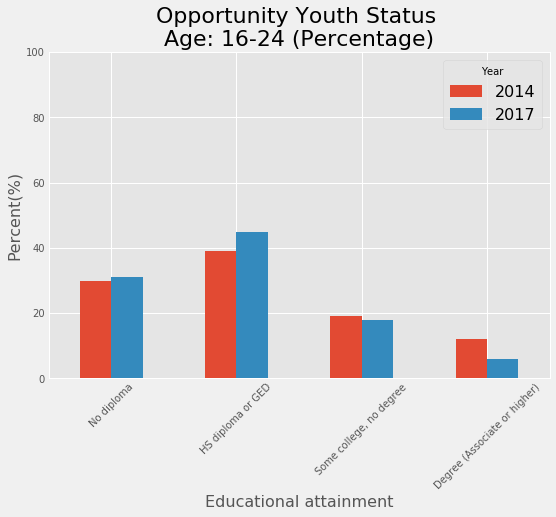 Opportunity Youth Status
Age: 16-24 (Percentage)
Year
2014
2017
100
80
60
40
20
0
Percent(%)
No diploma
HS diploma or GED
Some college, no degree
Degree (Associate or higher)
Educational attainment